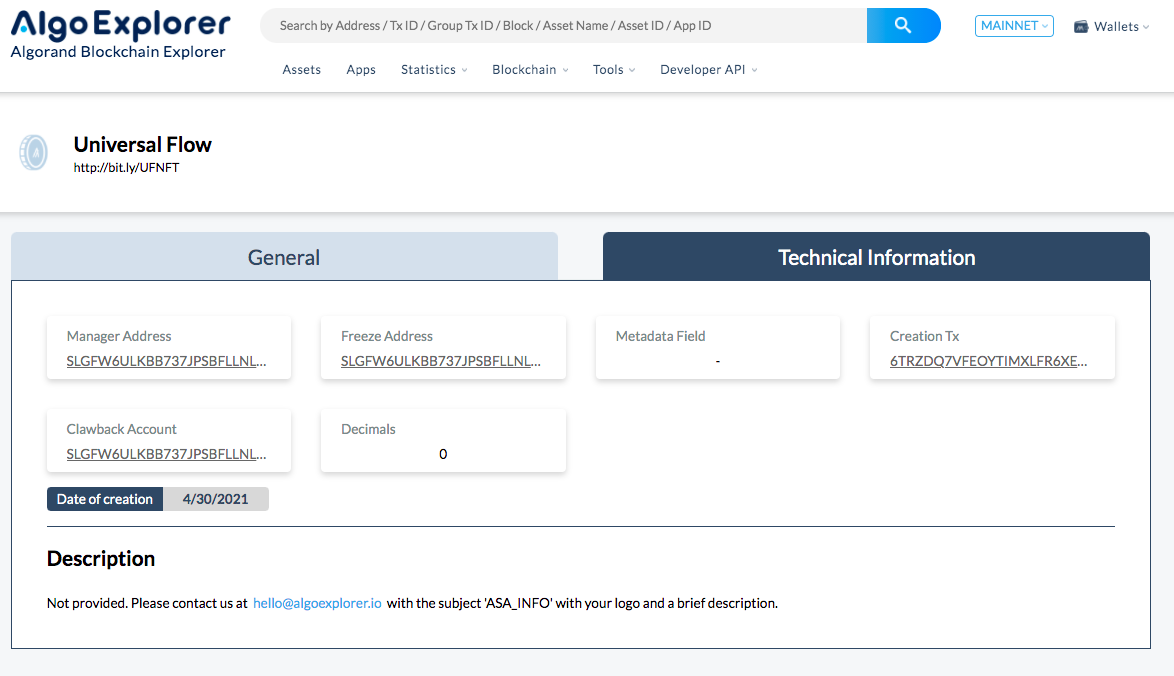 AlgoExplorer
Algorand Blockchain Explorer
Search by Address / Tx ID / Group Tx ID / Block / Asset Name / Asset ID / App ID
MAINNET
Wallets
Assets Apps Statistics Blockchain Tools Developer API
Universal Flow
http://bit.ly/UFNFT
General
Technical Information
Manager Address
SLGFW6ULKBB737JPSBFLLNL...
Freeze Address
SLGFW6ULKBB737JPSBFLLNL...
Metadata Field
-
Creation Tx
6TRZDQ7VFEOYTIMXLFR6XE...
Clawback Account
SLGFW6ULKBB737JPSBFLLNL...
Decimals
0
Date of creation 4/30/2021
Description
Not provided. Please contact us at hello@algoexplorer.io with the subject 'ASA_INFO' with your logo and a brief description.